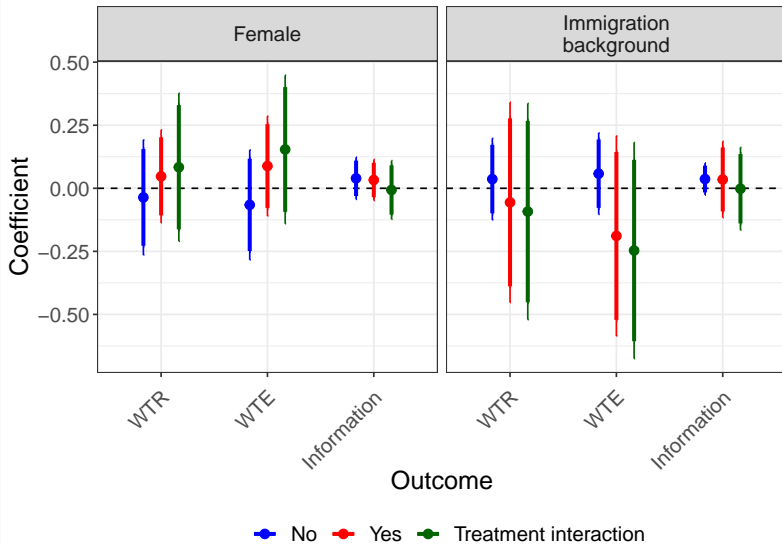 Female
Immigration
background
Coefficient
0.50
0.25
0.00
−0.25
−0.50
WTR
WTE
Information
WTR
WTE
Information
Outcome
No
Yes
Treatment interaction